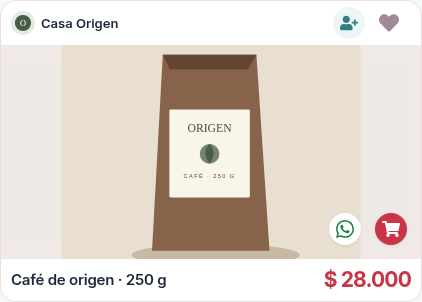 O
Casa Origen
ORIGEN
CAFÉ · 250 G
Café de origen · 250 g
$ 28.000